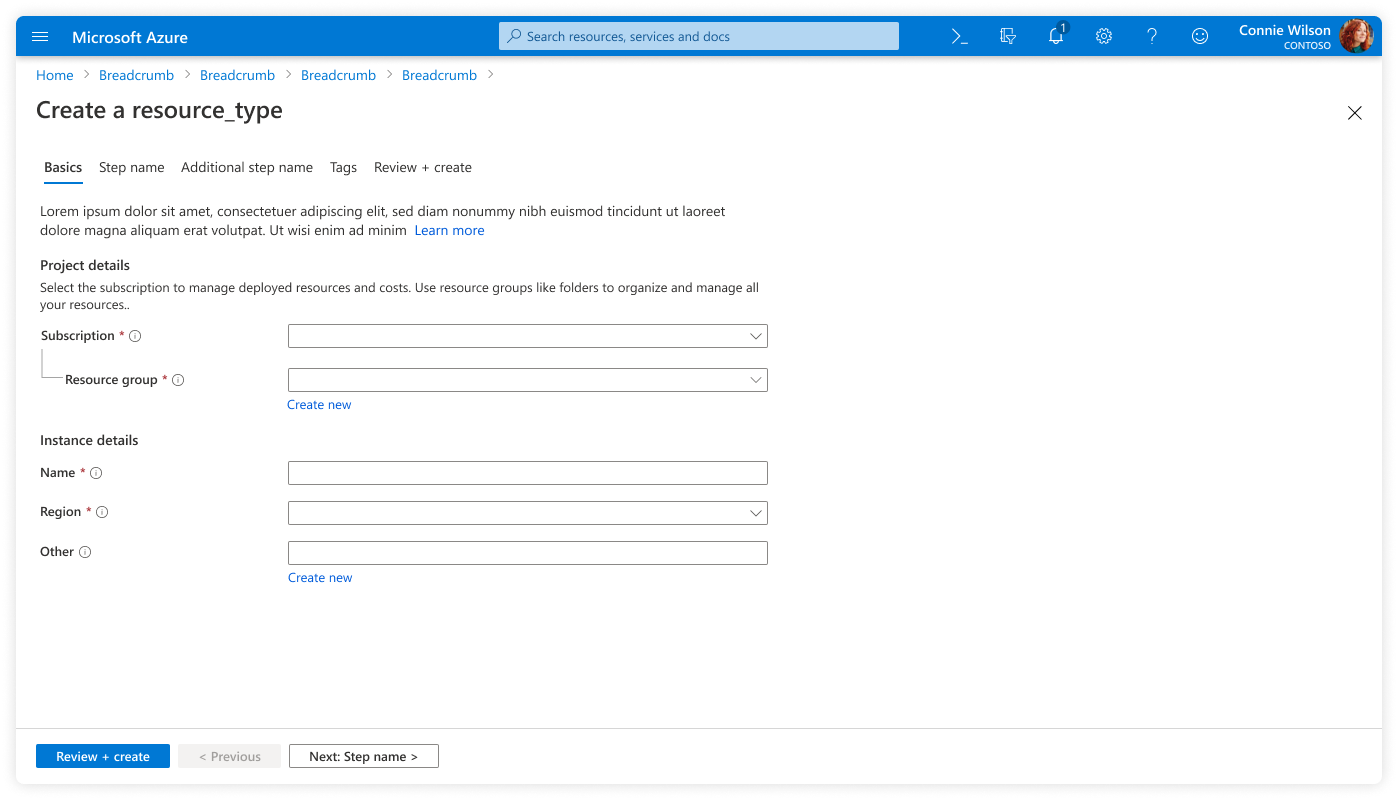 Microsoft Azure
Search resources, services and docs
1
Connie Wilson
CONTOSO
Home > Breadcrumb > Breadcrumb > Breadcrumb > Breadcrumb >
Create a resource_type
Basics Step name Additional step name Tags Review + create
Lorem ipsum dolor sit amet, consectetuer adipiscing elit, sed diam nonummy nibh euismod tincidunt ut laoreet
dolore magna aliquam erat volutpat. Ut wisi enim ad minim Learn more
Project details
Select the subscription to manage deployed resources and costs. Use resource groups like folders to organize and manage all
your resources..
Subscription *
Resource group *
Create new
Instance details
Name *
Region *
Other
Create new
Review + create
< Previous
Next: Step name >